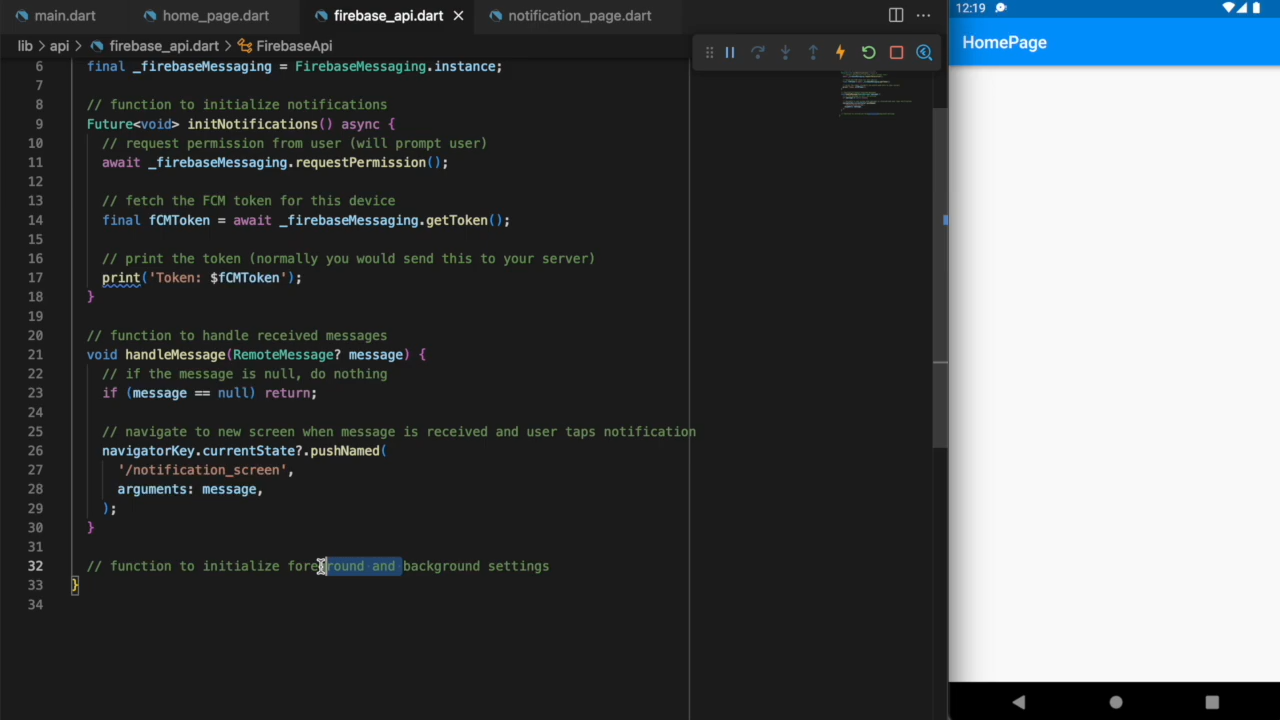 main.dart home_page.dart firebase_api.dart notification_page.dart
lib > api > firebase_api.dart > FirebaseApi
6 final _firebaseMessaging = FirebaseMessaging.instance;
7
8 // function to initialize notifications
9 Future<void> initNotifications() async {
10 // request permission from user (will prompt user)
11 await _firebaseMessaging.requestPermission();
12
13 // fetch the FCM token for this device
14 final fCMToken = await _firebaseMessaging.getToken();
15
16 // print the token (normally you would send this to your server)
17 print('Token: $fCMToken');
18 }
19
20 // function to handle received messages
21 void handleMessage(RemoteMessage? message) {
22 // if the message is null, do nothing
23 if (message == null) return;
24
25 // navigate to new screen when message is received and user taps notification
26 navigatorKey.currentState?.pushNamed(
27 '/notification_screen',
28 arguments: message,
29 );
30 }
31
32 // function to initialize foreground and background settings
33 }
34
12:19
HomePage